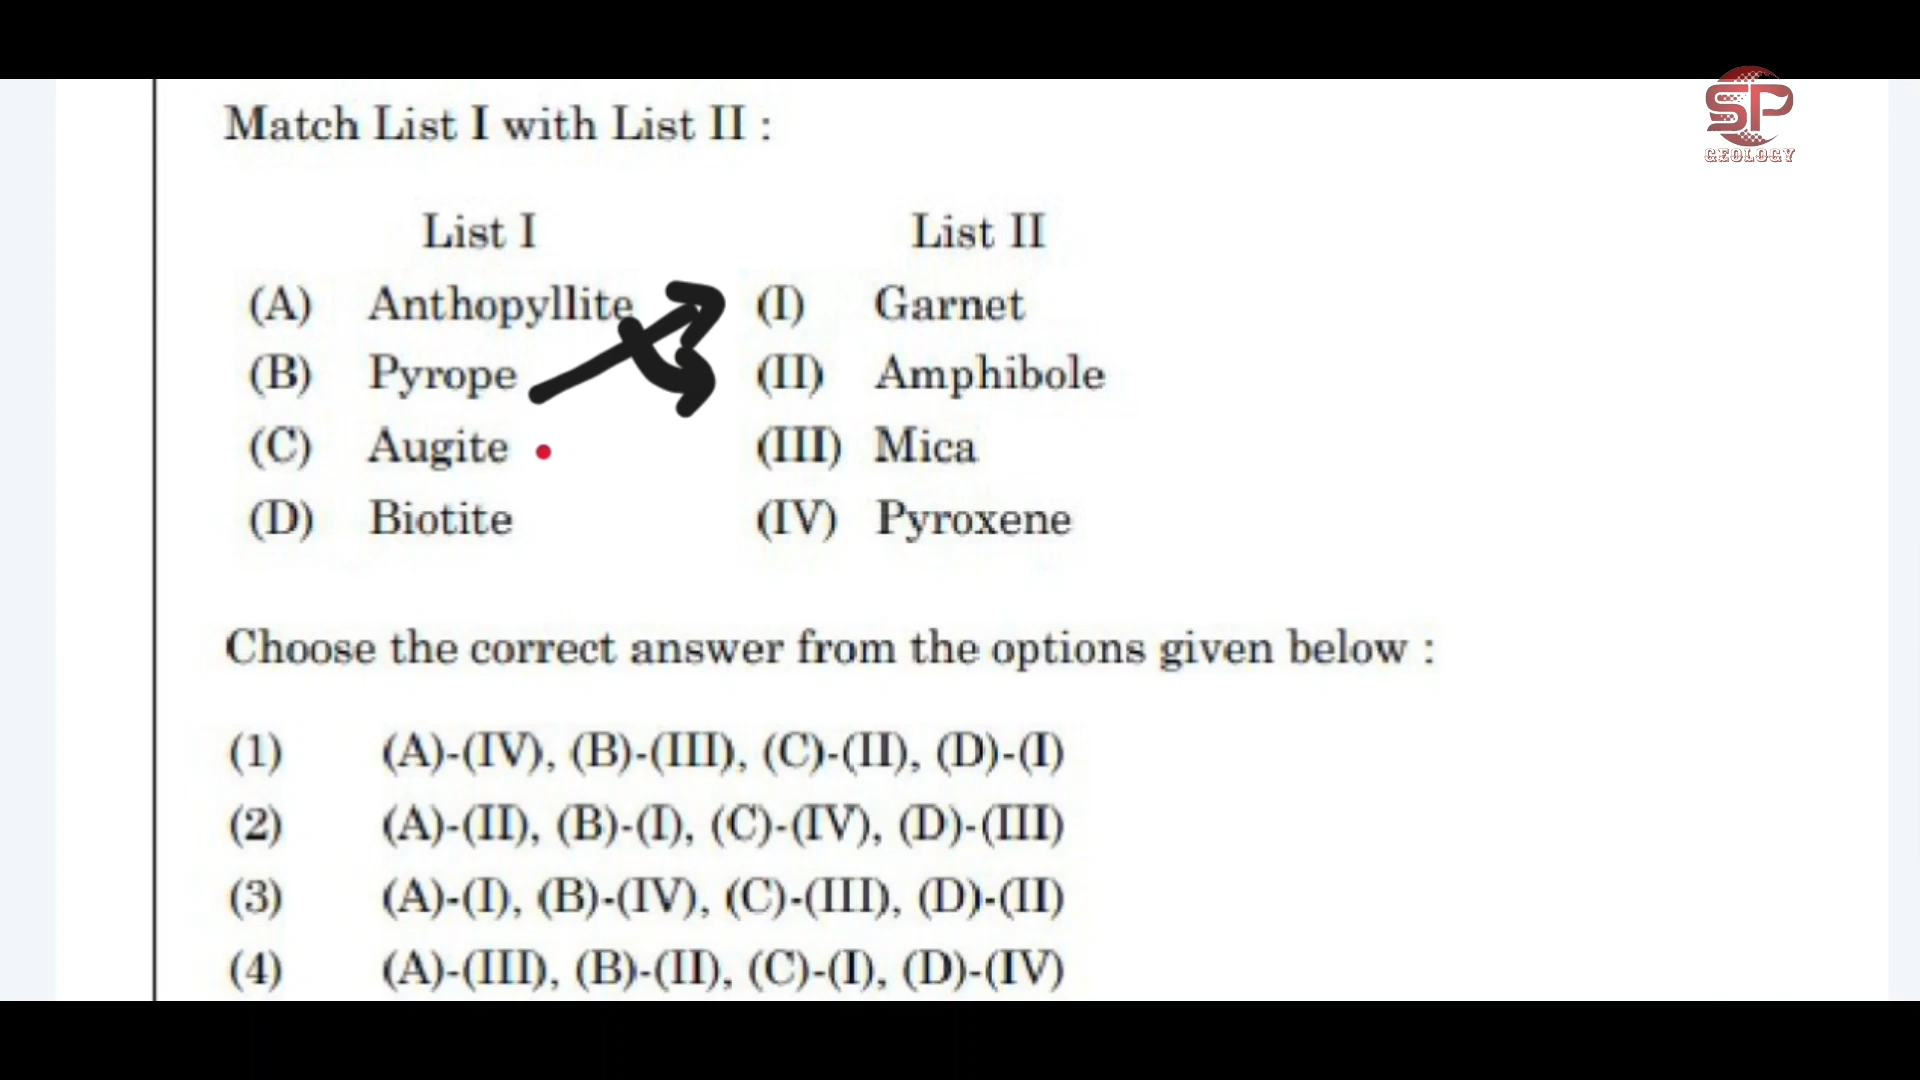 SP
GEOLOGY
Match List I with List II :
List I List II
(A) Anthopyllite (I) Garnet
(B) Pyrope (II) Amphibole
(C) Augite (III) Mica
(D) Biotite (IV) Pyroxene
Choose the correct answer from the options given below :
(1) (A)-(IV), (B)-(III), (C)-(II), (D)-(I)
(2) (A)-(II), (B)-(I), (C)-(IV), (D)-(III)
(3) (A)-(I), (B)-(IV), (C)-(III), (D)-(II)
(4) (A)-(III), (B)-(II), (C)-(I), (D)-(IV)